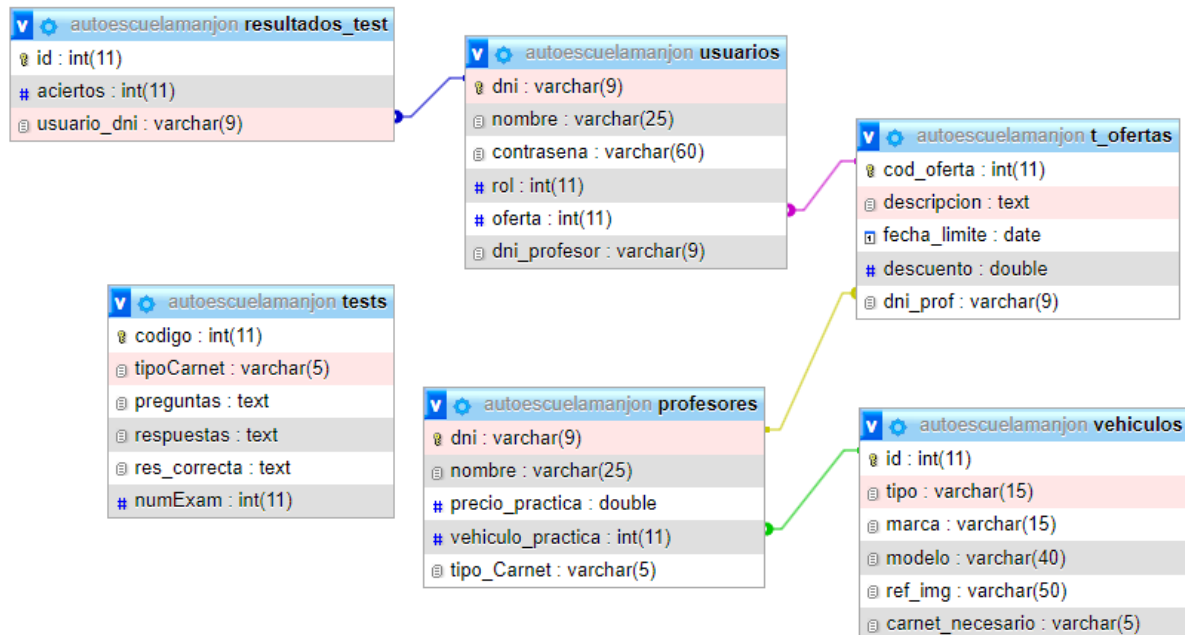 autoescuelamanjon resultados_test
id : int(11)
# aciertos : int(11)
usuario_dni : varchar(9)
v autoescuelamanjon usuarios
dni : varchar(9)
nombre : varchar(25)
contrasena : varchar(60)
# rol : int(11)
# oferta : int(11)
dni_profesor : varchar(9)
v autoescuelamanjon t_ofertas
cod_oferta : int(11)
descripcion : text
fecha_limite : date
# descuento : double
dni_prof : varchar(9)
v autoescuelamanjon tests
codigo : int(11)
tipoCarnet : varchar(5)
preguntas : text
respuestas : text
res_correcta : text
# numExam : int(11)
v autoescuelamanjon profesores
dni : varchar(9)
nombre : varchar(25)
# precio_practica : double
# vehiculo_practica : int(11)
tipo_Carnet : varchar(5)
v autoescuelamanjon vehiculos
id : int(11)
tipo : varchar(15)
marca : varchar(15)
modelo : varchar(40)
ref_img : varchar(50)
carnet_necesario : varchar(5)